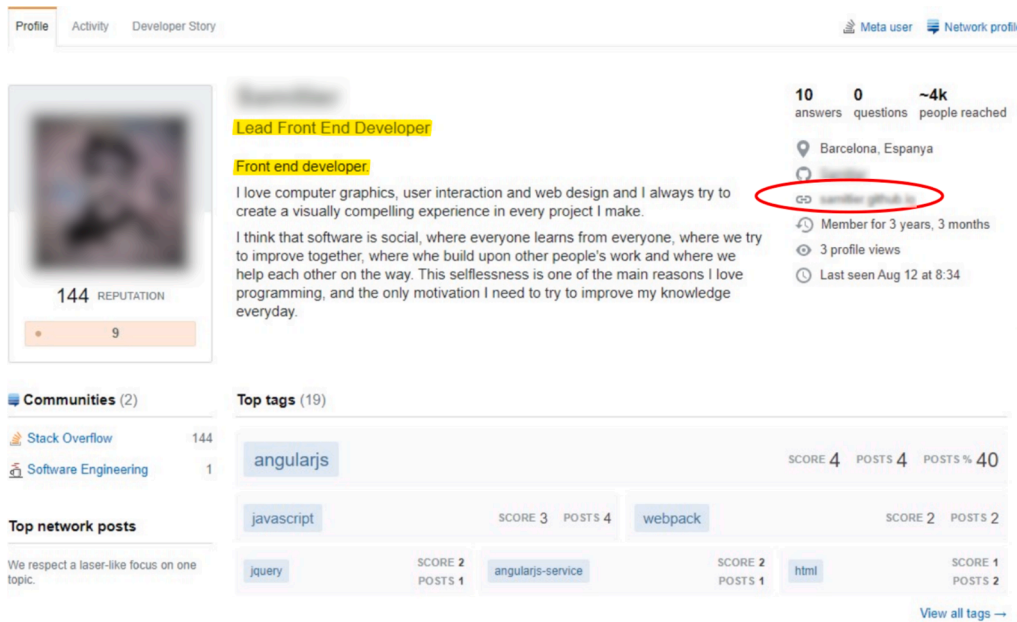 Profile Activity Developer Story
Meta user Network profil
144 REPUTATION
9
Lead Front End Developer
Front end developer.
I love computer graphics, user interaction and web design and I always try to
create a visually compelling experience in every project I make.
I think that software is social, where everyone learns from everyone, where we try
to improve together, where whe build upon other people's work and where we
help each other on the way. This selflessness is one of the main reasons I love
programming, and the only motivation I need to try to improve my knowledge
everyday.
10 0 ~4k
answers questions people reached
Barcelona, Espanya
Member for 3 years, 3 months
3 profile views
Last seen Aug 12 at 8:34
Communities (2)
Stack Overflow 144
Software Engineering 1
Top network posts
We respect a laser-like focus on one
topic.
Top tags (19)
angularjs SCORE 4 POSTS 4 POSTS % 40
javascript SCORE 3 POSTS 4 webpack SCORE 2 POSTS 2
jquery SCORE 2 POSTS 1 angularjs-service SCORE 2 POSTS 1 html SCORE 1 POSTS 2
View all tags →